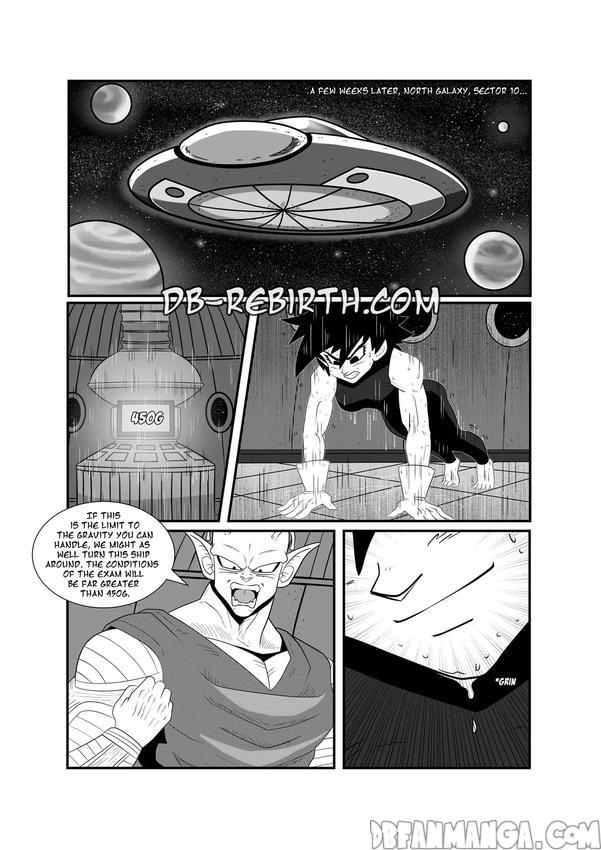 A FEW WEEKS LATER, NORTH GALAXY, SECTOR 10...
DB-REBIRTH.COM
450G
IF THIS
IS THE LIMIT TO
THE GRAVITY YOU CAN
HANDLE, WE MIGHT AS
WELL TURN THIS SHIP
AROUND. THE CONDITIONS
OF THE EXAM WILL
BE FAR GREATER
THAN 450G.
*GRIN
DBFANMANGA.COM